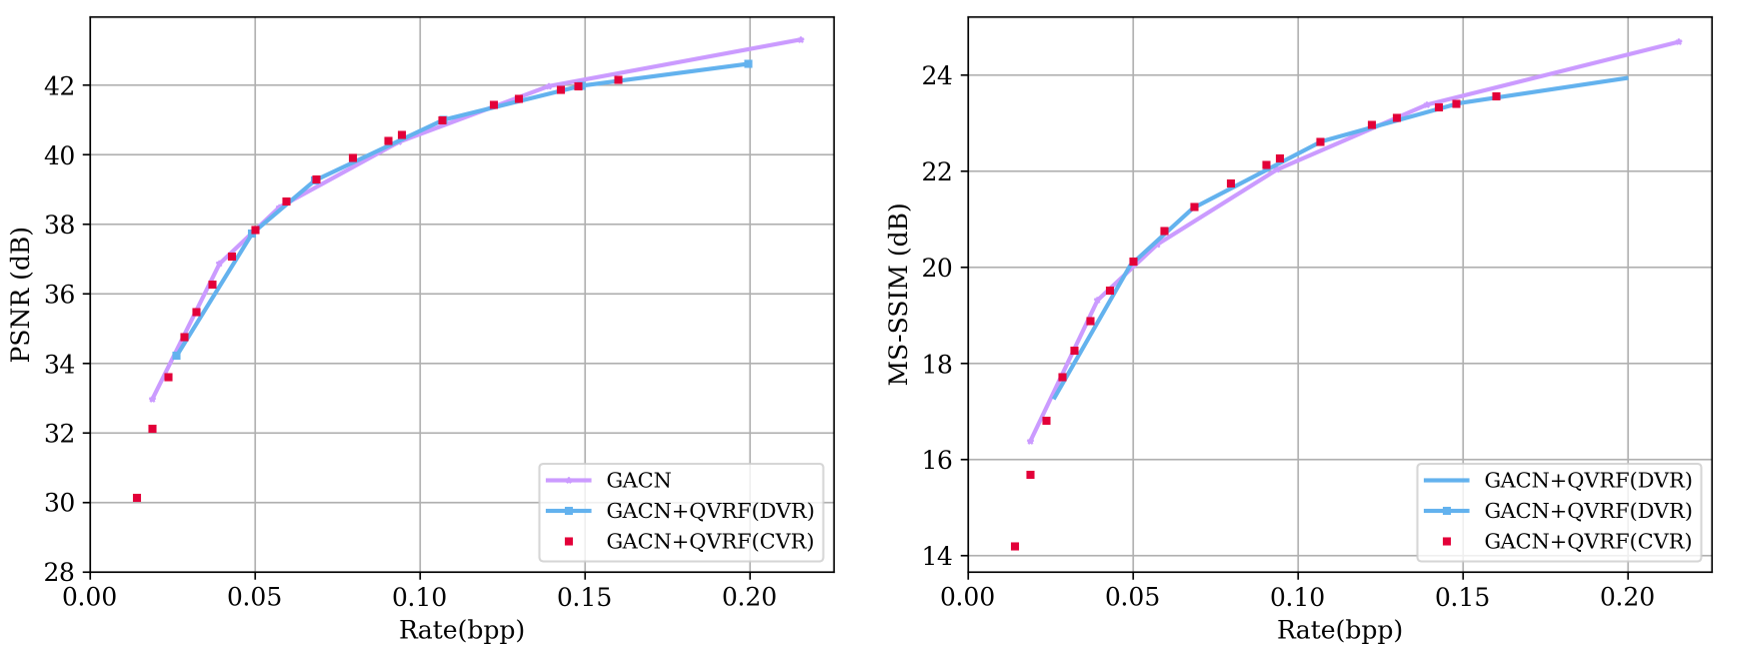 42
40
38
36
34
32
30
28
PSNR (dB)
0.00 0.05 0.10 0.15 0.20
Rate(bpp)
GACN
GACN+QVRF(DVR)
GACN+QVRF(CVR)
24
22
20
18
16
14
MS-SSIM (dB)
0.00 0.05 0.10 0.15 0.20
Rate(bpp)
GACN+QVRF(DVR)
GACN+QVRF(DVR)
GACN+QVRF(CVR)